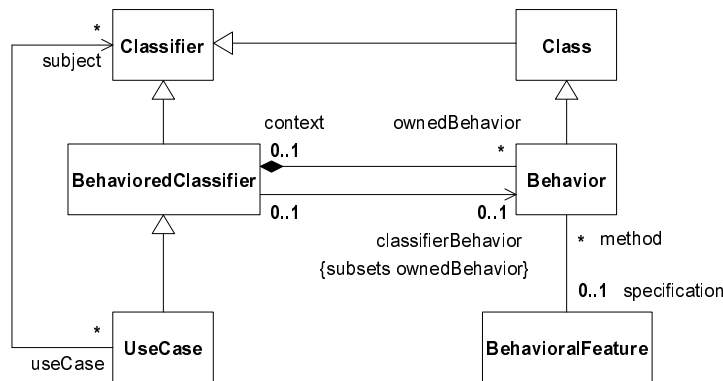 *
Classifier
Class
subject
context
ownedBehavior
0..1
*
BehavioredClassifier
Behavior
0..1
0..1
classifierBehavior
*
method
{subsets ownedBehavior}
0..1
specification
*
UseCase
BehavioralFeature
useCase